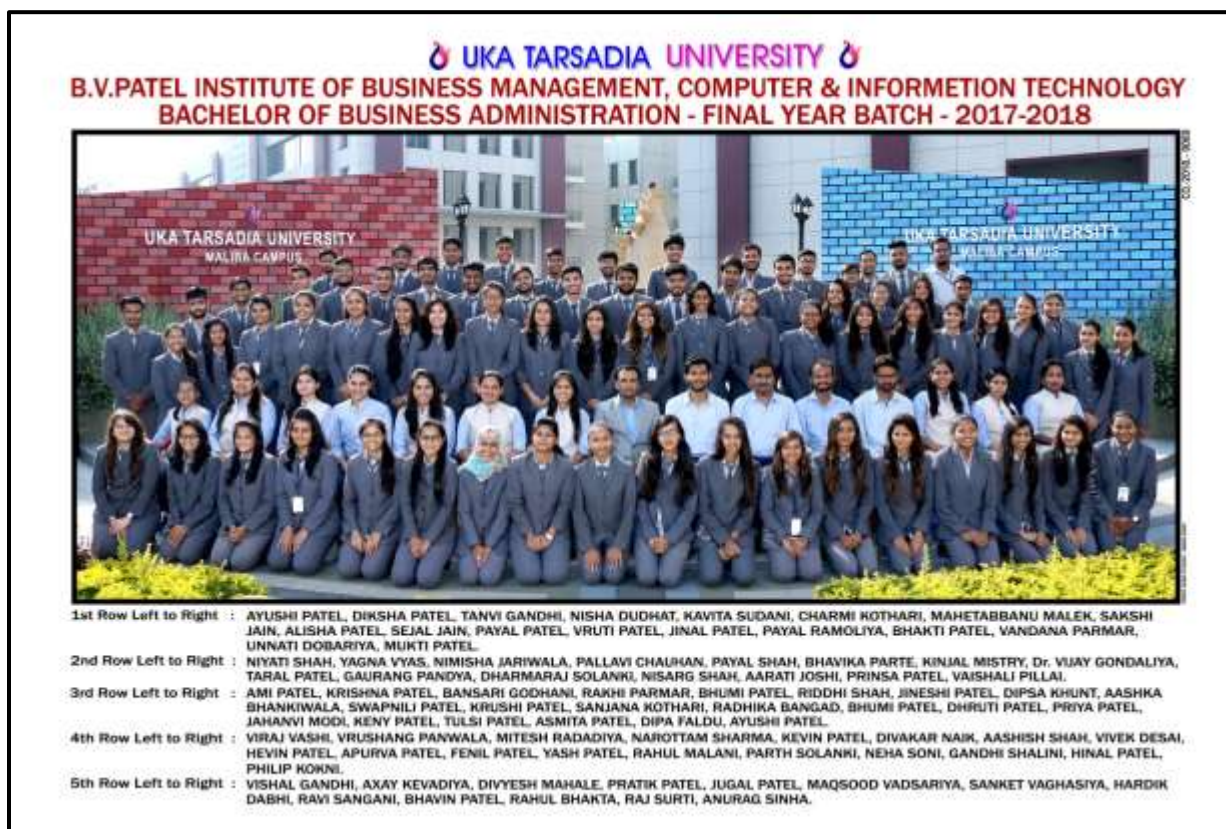 UKA TARSADIA UNIVERSITY
B.V.PATEL INSTITUTE OF BUSINESS MANAGEMENT, COMPUTER & INFORMETION TECHNOLOGY
BACHELOR OF BUSINESS ADMINISTRATION - FINAL YEAR BATCH - 2017-2018
UKA TARSADIA UNIVERSITY
MALIBA CAMPUS
UKA TARSADIA UNIVERSITY
MALIBA CAMPUS
1st Row Left to Right : AYUSHI PATEL, DIKSHA PATEL, TANVI GANDHI, NISHA DUDHAT, KAVITA SUDANI, CHARMI KOTHARI, MAHETABBANU MALEK, SAKSHI
JAIN, ALISHA PATEL, SEJAL JAIN, PAYAL PATEL, VRUTI PATEL, JINAL PATEL, PAYAL RAMOLIYA, BHAKTI PATEL, VANDANA PARMAR,
UNNATI DOBARIYA, MUKTI PATEL.
2nd Row Left to Right : NIYATI SHAH, YAGNA VYAS, NIMISHA JARIWALA, PALLAVI CHAUHAN, PAYAL SHAH, BHAVIKA PARTE, KINJAL MISTRY, Dr. VIJAY GONDALIYA,
TARAL PATEL, GAURANG PANDYA, DHARMARAJ SOLANKI, NISARG SHAH, AARATI JOSHI, PRINSA PATEL, VAISHALI PILLAI.
3rd Row Left to Right : AMI PATEL, KRISHNA PATEL, BANSARI GODHANI, RAKHI PARMAR, BHUMI PATEL, RIDDHI SHAH, JINESHI PATEL, DIPSA KHUNT, AASHKA
BHANKIWALA, SWAPNILI PATEL, KRUSHI PATEL, SANJANA KOTHARI, RADHIKA BANGAD, BHUMI PATEL, DHRUTI PATEL, PRIYA PATEL,
JAHANVI MODI, KENY PATEL, TULSI PATEL, ASMITA PATEL, DIPA FALDU, AYUSHI PATEL.
4th Row Left to Right : VIRAJ VASHI, VRUSHANG PANWALA, MITESH RADADIYA, NAROTTAM SHARMA, KEVIN PATEL, DIVAKAR NAIK, AASHISH SHAH, VIVEK DESAI,
HEVIN PATEL, APURVA PATEL, FENIL PATEL, YASH PATEL, RAHUL MALANI, PARTH SOLANKI, NEHA SONI, GANDHI SHALINI, HINAL PATEL,
PHILIP KOKNI.
5th Row Left to Right : VISHAL GANDHI, AXAY KEVADIYA, DIVYESH MAHALE, PRATIK PATEL, JUGAL PATEL, MAQSOOD VADSARIYA, SANKET VAGHASIYA, HARDIK
DABHI, RAVI SANGANI, BHAVIN PATEL, RAHUL BHAKTA, RAJ SURTI, ANURAG SINHA.